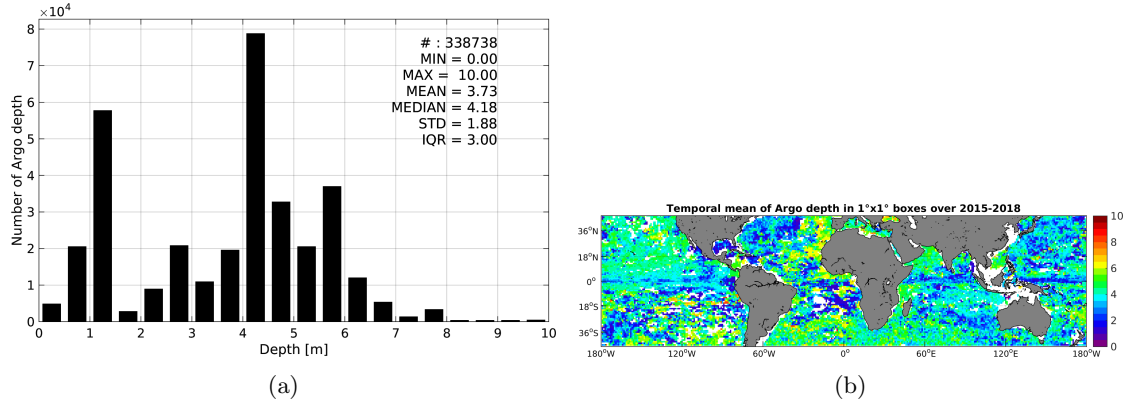 ×10⁴
8
7
6
5
4
3
2
1
0
Number of Argo depth
# : 338738
MIN = 0.00
MAX = 10.00
MEAN = 3.73
MEDIAN = 4.18
STD = 1.88
IQR = 3.00
0 1 2 3 4 5 6 7 8 9 10
Depth [m]
(a)
Temporal mean of Argo depth in 1°x1° boxes over 2015-2018
36°N
18°N
0°
18°S
36°S
180°W 120°W 60°W 0° 60°E 120°E 180°W
10
8
6
4
2
0
(b)